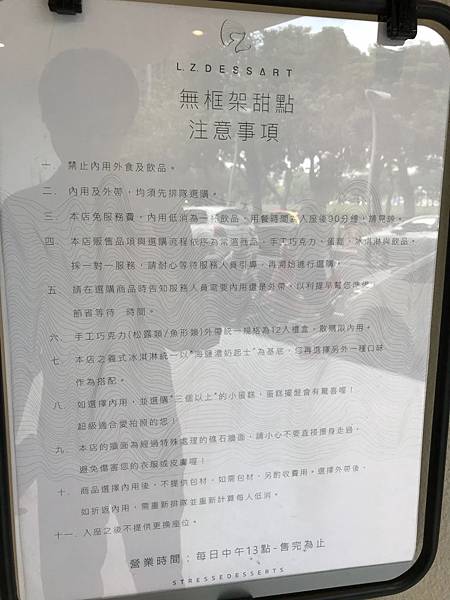 L.Z.DESSART
無框架甜點
注意事項
一、 禁止內用外食及飲品。
二、 內用及外帶，均須先排隊選購。
三、 本店免服務費，內用低消為一杯飲品。用餐時間為入座後90分鐘，請見諒。
四、 本店販售品項與選購流程依序為常溫商品、手工巧克力、蛋糕、冰淇淋與飲品。
採一對一服務，請耐心等待服務人員引導，再開始進行選購。
五、 請在選購商品時告知服務人員需要內用還是外帶，以利提早幫您準備，
節省等待 時間。
六、 手工巧克力(松露類/魚形類)外帶統一規格為12入禮盒，散購限內用。
七、 本店之義式冰淇淋統一以"海鹽濃奶起士"為基底，您再選擇另外一種口味
作為搭配。
八、 如選擇內用，並選購"三個以上"的小蛋糕，蛋糕擺盤會有驚喜喔！
超級適合愛拍照的您！
九、 本店的牆面為經過特殊處理的礁石牆面，請小心不要直接擦身走過，
避免傷害您的衣服或皮膚喔！
十、 商品選擇內用後，不提供包材，如需包材，另酌收費用。選擇外帶後，
如折返內用，需重新排隊並重新計算每人低消。
十一、入座之後不提供更換座位。
營業時間：每日中午13點-售完為止
STRESSEDESSERTS